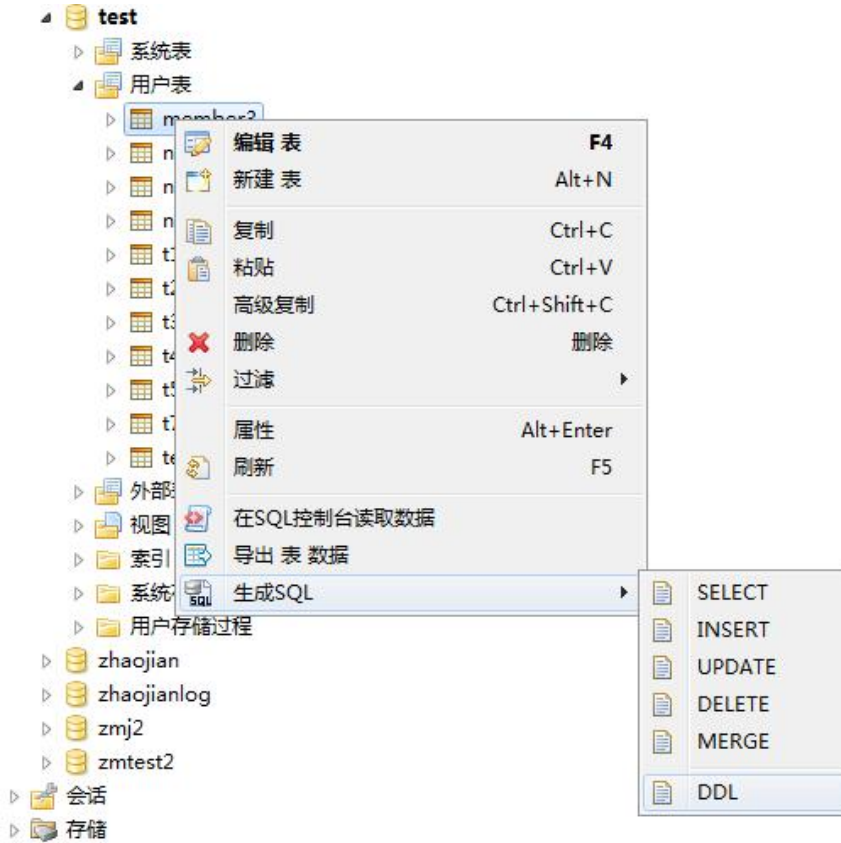 test
系统表
用户表
编辑 表 F4
新建 表 Alt+N
复制 Ctrl+C
粘贴 Ctrl+V
高级复制 Ctrl+Shift+C
删除 删除
过滤
属性 Alt+Enter
刷新 F5
外部
视图
在SQL控制台读取数据
索引
导出 表 数据
系统
生成SQL
SELECT
INSERT
UPDATE
DELETE
MERGE
DDL
用户存储过程
zhaojian
zhaojianlog
zmj2
zmtest2
会话
存储